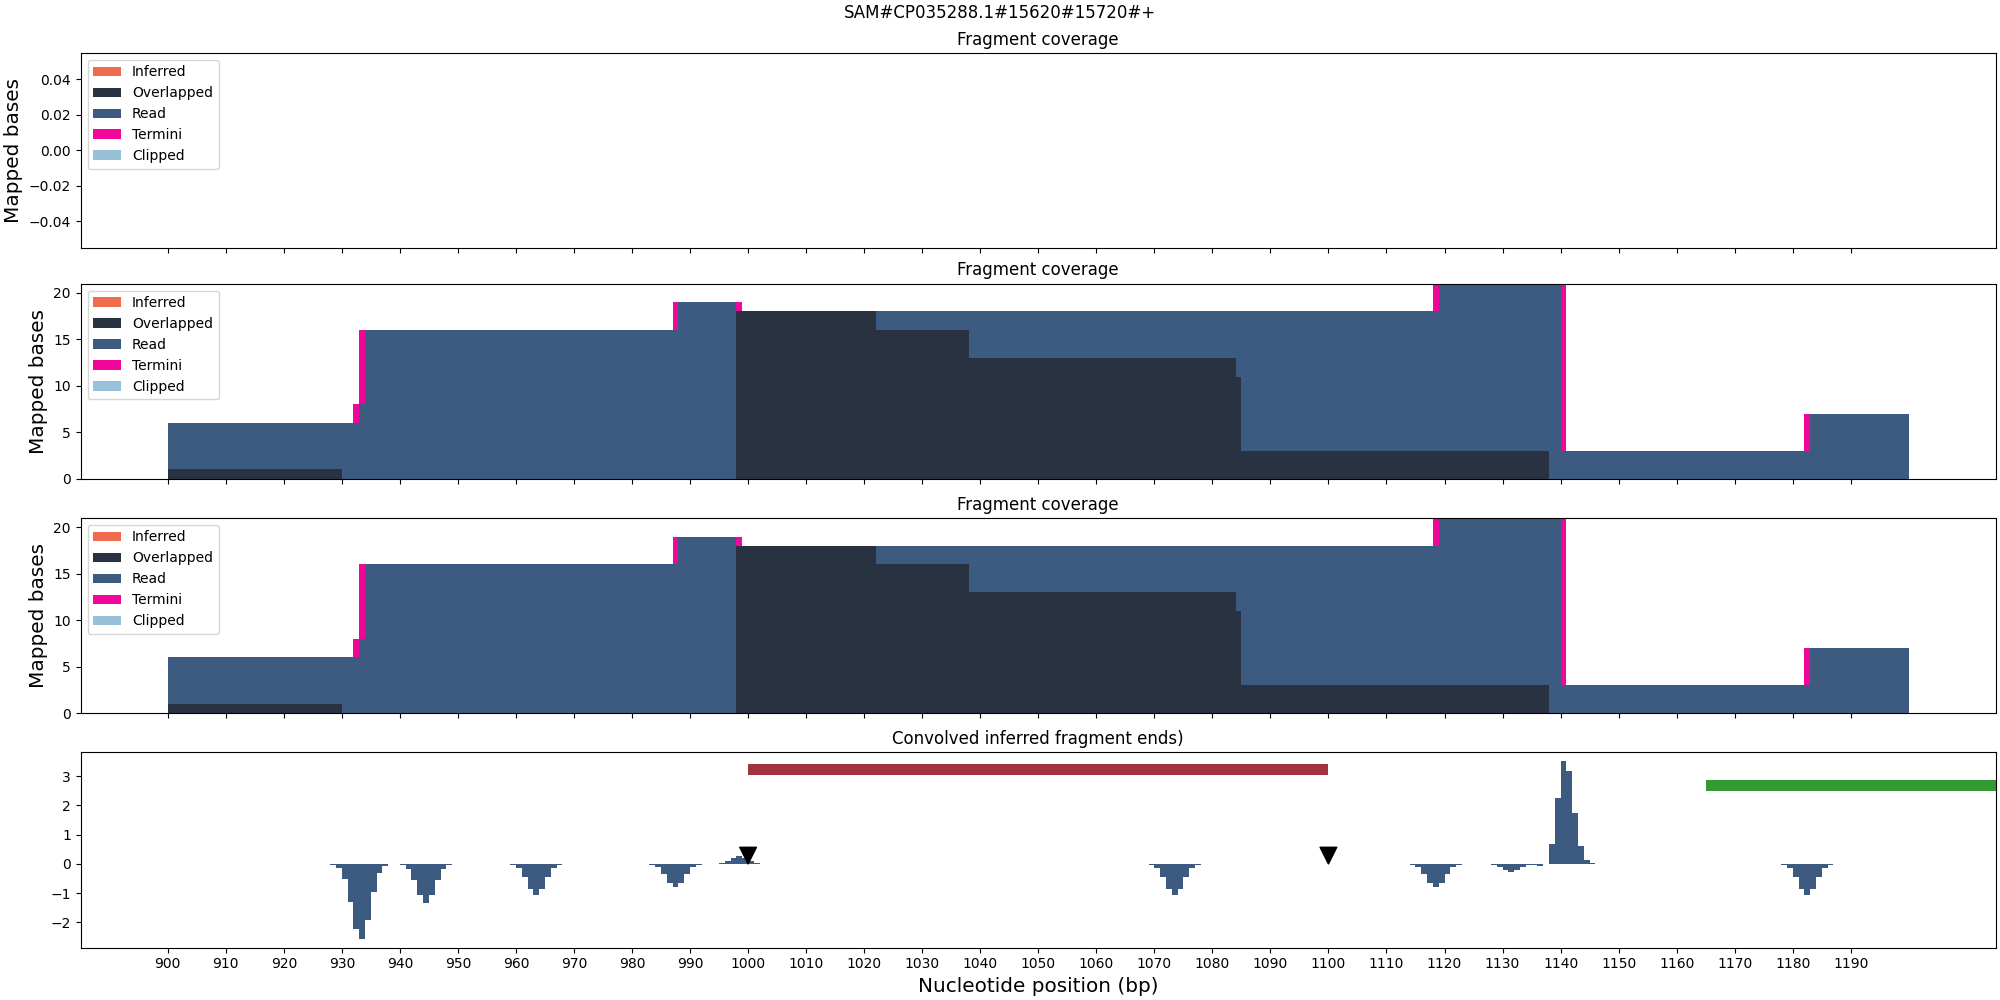 SAM#CP035288.1#15620#15720#+
Fragment coverage
Mapped bases
0.04
0.02
0.00
−0.02
−0.04
Inferred
Overlapped
Read
Termini
Clipped
Fragment coverage
Mapped bases
20
15
10
5
0
Inferred
Overlapped
Read
Termini
Clipped
Fragment coverage
Mapped bases
20
15
10
5
0
Inferred
Overlapped
Read
Termini
Clipped
Convolved inferred fragment ends)
3
2
1
0
−1
−2
900 910 920 930 940 950 960 970 980 990 1000 1010 1020 1030 1040 1050 1060 1070 1080 1090 1100 1110 1120 1130 1140 1150 1160 1170 1180 1190
Nucleotide position (bp)